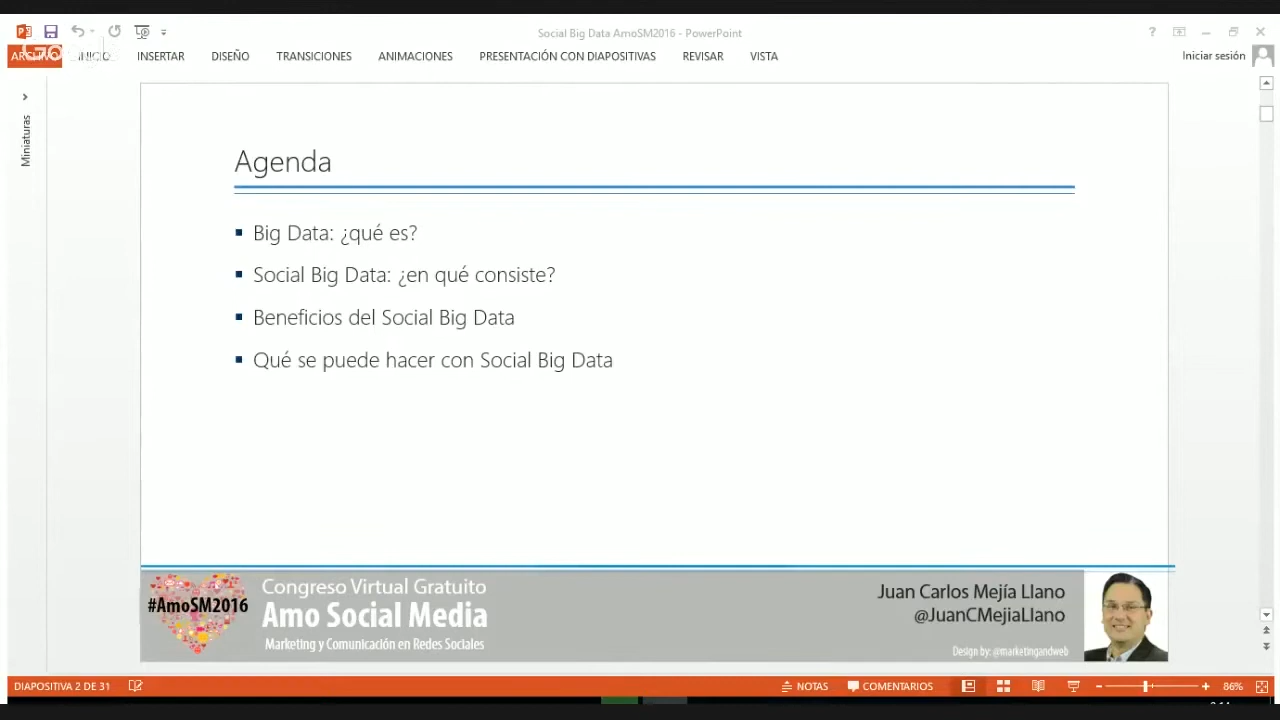 Social Big Data AmoSM2016 - PowerPoint
ARCHIVO INICIO INSERTAR DISEÑO TRANSICIONES ANIMACIONES PRESENTACIÓN CON DIAPOSITIVAS REVISAR VISTA Iniciar sesión
Miniaturas
Agenda
Big Data: ¿qué es?
Social Big Data: ¿en qué consiste?
Beneficios del Social Big Data
Qué se puede hacer con Social Big Data
#AmoSM2016
Congreso Virtual Gratuito
Amo Social Media
Marketing y Comunicación en Redes Sociales
Juan Carlos Mejía Llano
@JuanCMejiaLlano
Design by: @marketingandweb
DIAPOSITIVA 2 DE 31 NOTAS COMENTARIOS 86%